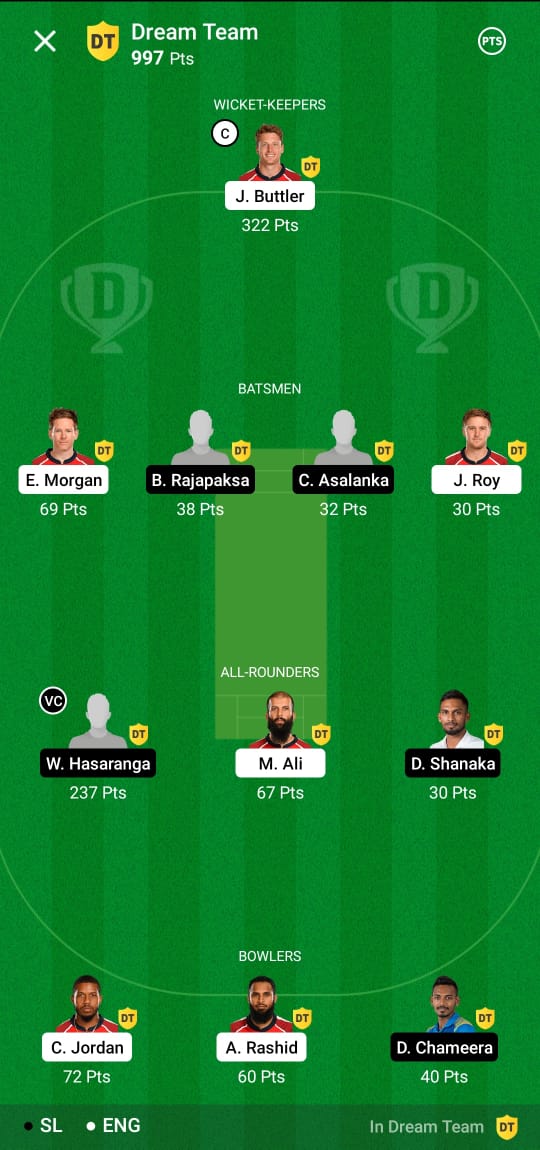 DT
Dream Team
997 Pts
PTS
WICKET-KEEPERS
C
DT
J. Buttler
322 Pts
D D
BATSMEN
DT DT DT DT
E. Morgan B. Rajapaksa C. Asalanka J. Roy
69 Pts 38 Pts 32 Pts 30 Pts
ALL-ROUNDERS
VC
DT DT DT
W. Hasaranga M. Ali D. Shanaka
237 Pts 67 Pts 30 Pts
BOWLERS
DT DT DT
C. Jordan A. Rashid D. Chameera
72 Pts 60 Pts 40 Pts
SL ENG In Dream Team DT